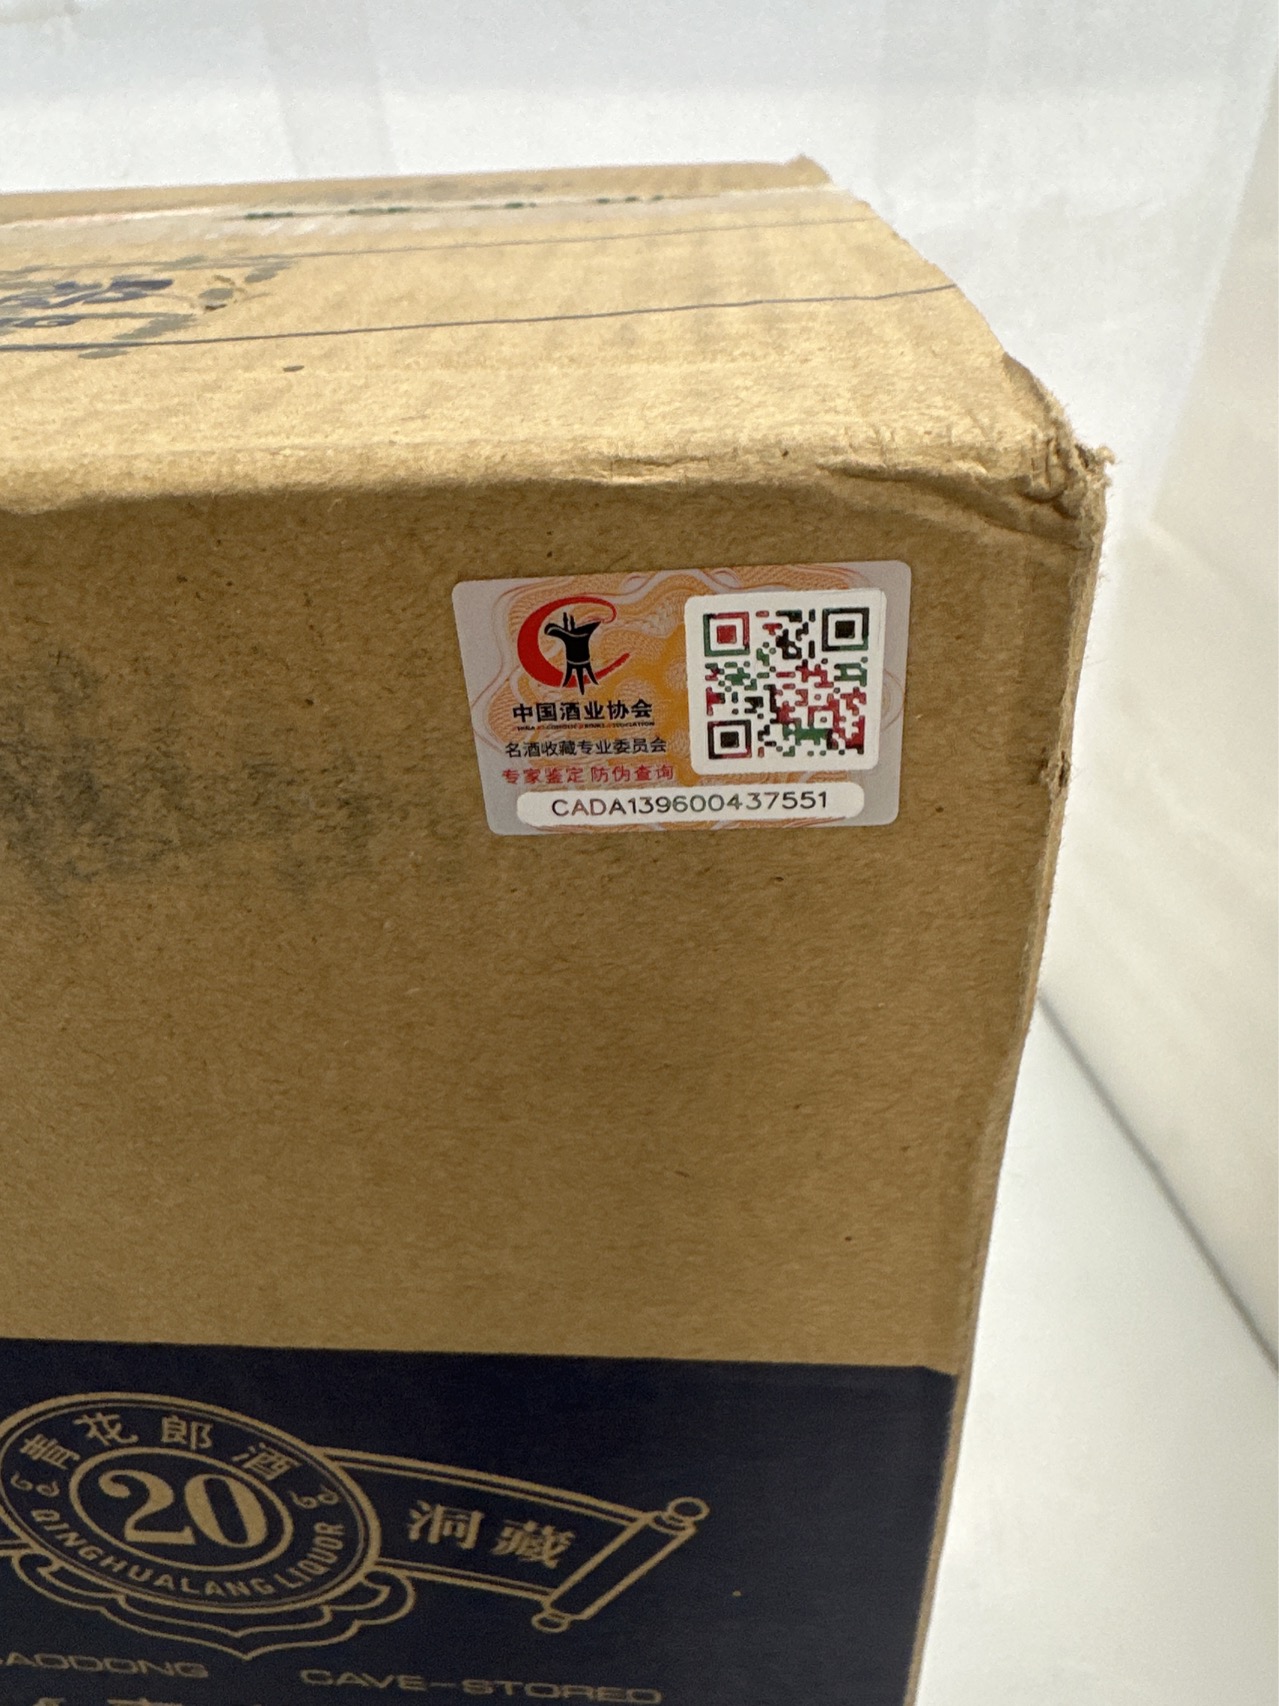 中国酒业协会
名酒收藏专业委员会
专家鉴定 防伪查询
CADA139600437551
青花郎酒
20
QINGHUALANG LIQUOR
洞藏
CAVE-STORED